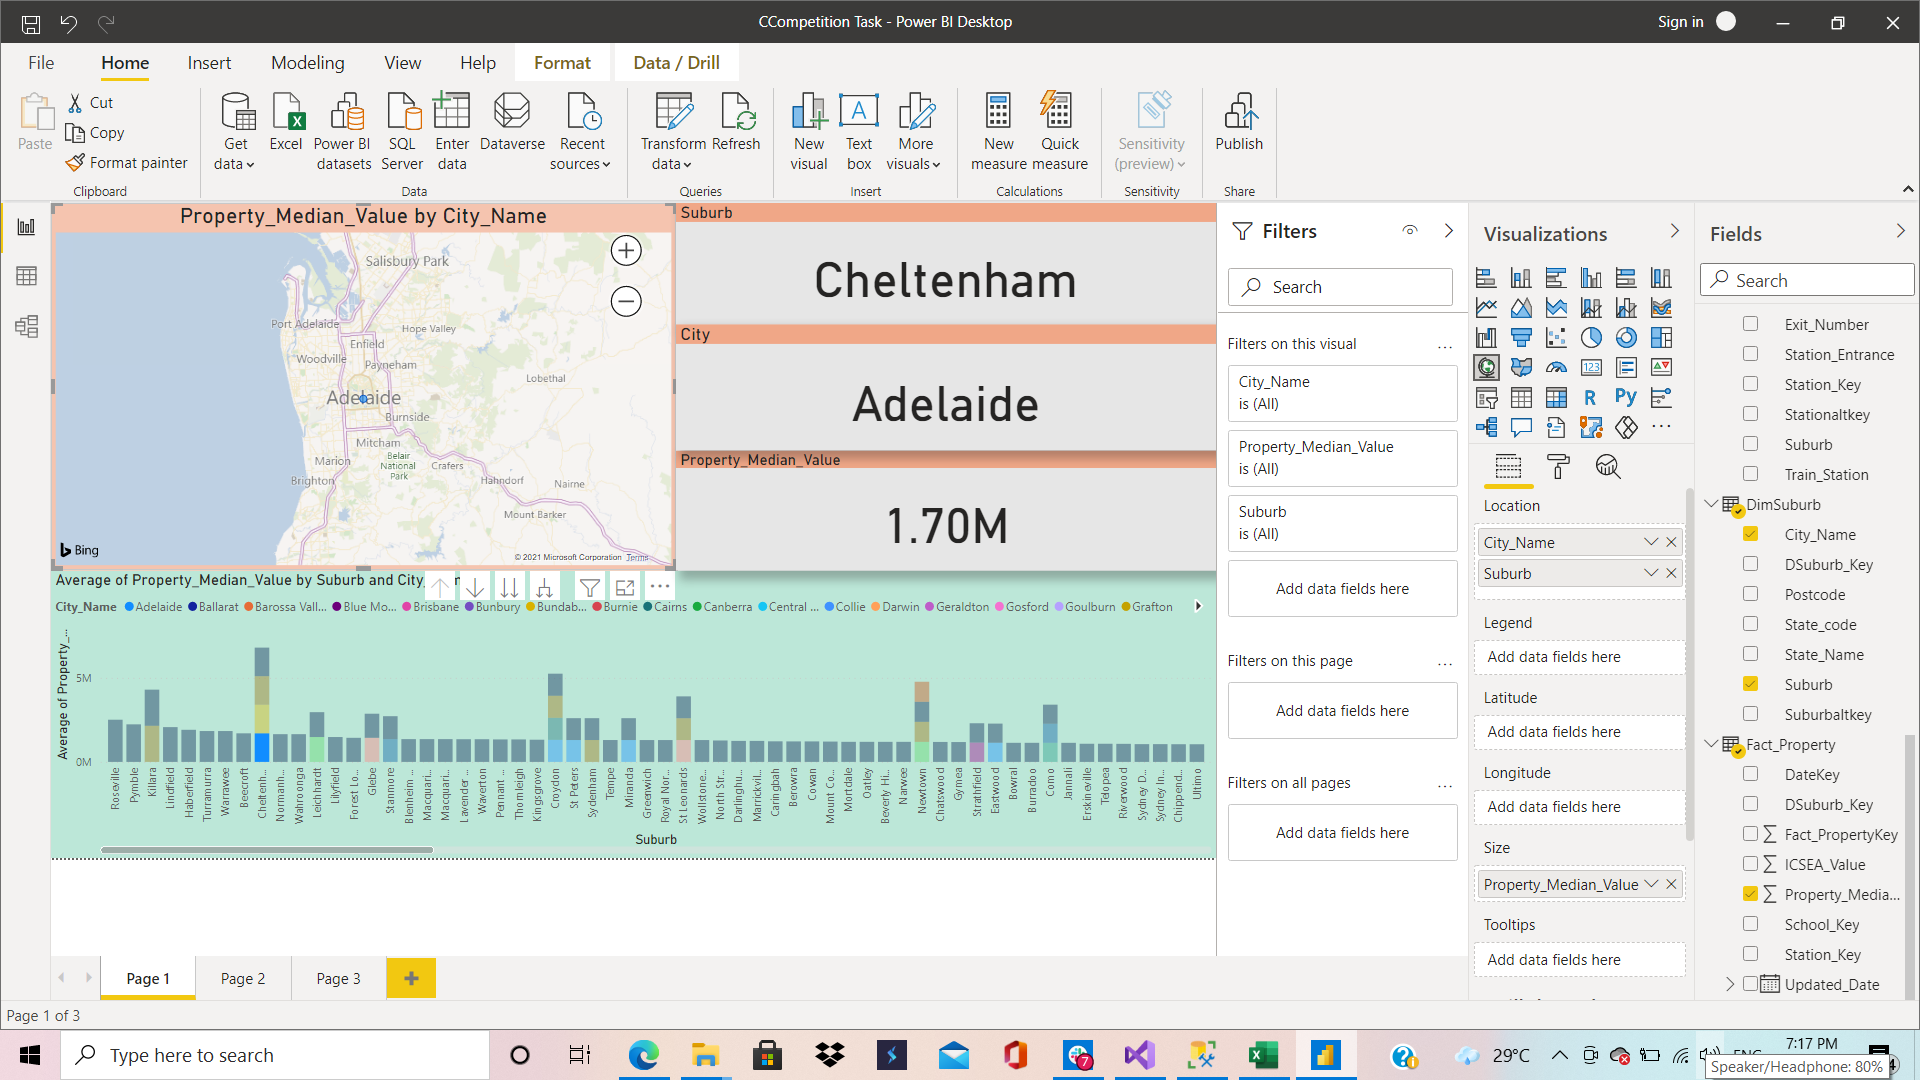 CCompetition Task - Power BI Desktop
Sign in
File
Home
Insert
Modeling
View
Help
Format
Data / Drill
Paste
Cut
Copy
Format painter
Clipboard
Get data
Excel
Power BI datasets
SQL Server
Enter data
Dataverse
Recent sources
Data
Transform data
Refresh
Queries
New visual
Text box
More visuals
Insert
New measure
Quick measure
Calculations
Sensitivity (preview)
Sensitivity
Publish
Share
Property_Median_Value by City_Name
Salisbury Park
Port Adelaide
Hope Valley
Enfield
Woodville
Payneham
Lobethal
Adelaide
Burnside
Mitcham
Marion
Belair National Park
Crafers
Brighton
Hahndorf
Nairne
Mount Barker
Bing
© 2021 Microsoft Corporation Terms
Suburb
Cheltenham
City
Adelaide
Property_Median_Value
1.70M
Average of Property_Median_Value by Suburb and City_
City_Name
Adelaide
Ballarat
Barossa Vall...
Blue Mo...
Brisbane
Bunbury
Bundab...
Burnie
Cairns
Canberra
Central ...
Collie
Darwin
Geraldton
Gosford
Goulburn
Grafton
Average of Property_...
5M
0M
Roseville
Pymble
Killara
Lindfield
Haberfield
Turramurra
Warrawee
Beecroft
Chelten...
Normanh...
Wahroonga
Leichhardt
Lilyfield
Forest Lo...
Glebe
Stanmore
Blenheim ...
Macquari...
Macquari...
Lavender ...
Waverton
Pennant ...
Thornleigh
Kingsgrove
Croydon
St Peters
Sydenham
Tempe
Miranda
Greenwich
Royal Nor...
St Leonards
Wollstone...
North Str...
Darlinghu...
Marrickvil...
Caringbah
Berowra
Cowan
Mount Co...
Mortdale
Oatley
Beverly Hi...
Narwee
Newtown
Chatswood
Gymea
Strathfield
Eastwood
Bowral
Burradoo
Como
Jannali
Erskineville
Telopea
Riverwood
Sydney D...
Sydney In...
Chippend...
Ultimo
Suburb
Filters
Search
Filters on this visual
...
City_Name
is (All)
Property_Median_Value
is (All)
Suburb
is (All)
Add data fields here
Filters on this page
...
Add data fields here
Filters on all pages
...
Add data fields here
Visualizations
123
R
Py
...
Location
City_Name
Suburb
Legend
Add data fields here
Latitude
Add data fields here
Longitude
Add data fields here
Size
Property_Median_Value
Tooltips
Add data fields here
Fields
Search
Exit_Number
Station_Entrance
Station_Key
Stationaltkey
Suburb
Train_Station
DimSuburb
City_Name
DSuburb_Key
Postcode
State_code
State_Name
Suburb
Suburbaltkey
Fact_Property
DateKey
DSuburb_Key
Fact_PropertyKey
ICSEA_Value
Property_Media...
School_Key
Station_Key
Updated_Date
Page 1
Page 2
Page 3
Page 1 of 3
Type here to search
7
29°C
7:17 PM
Speaker/Headphone: 80%